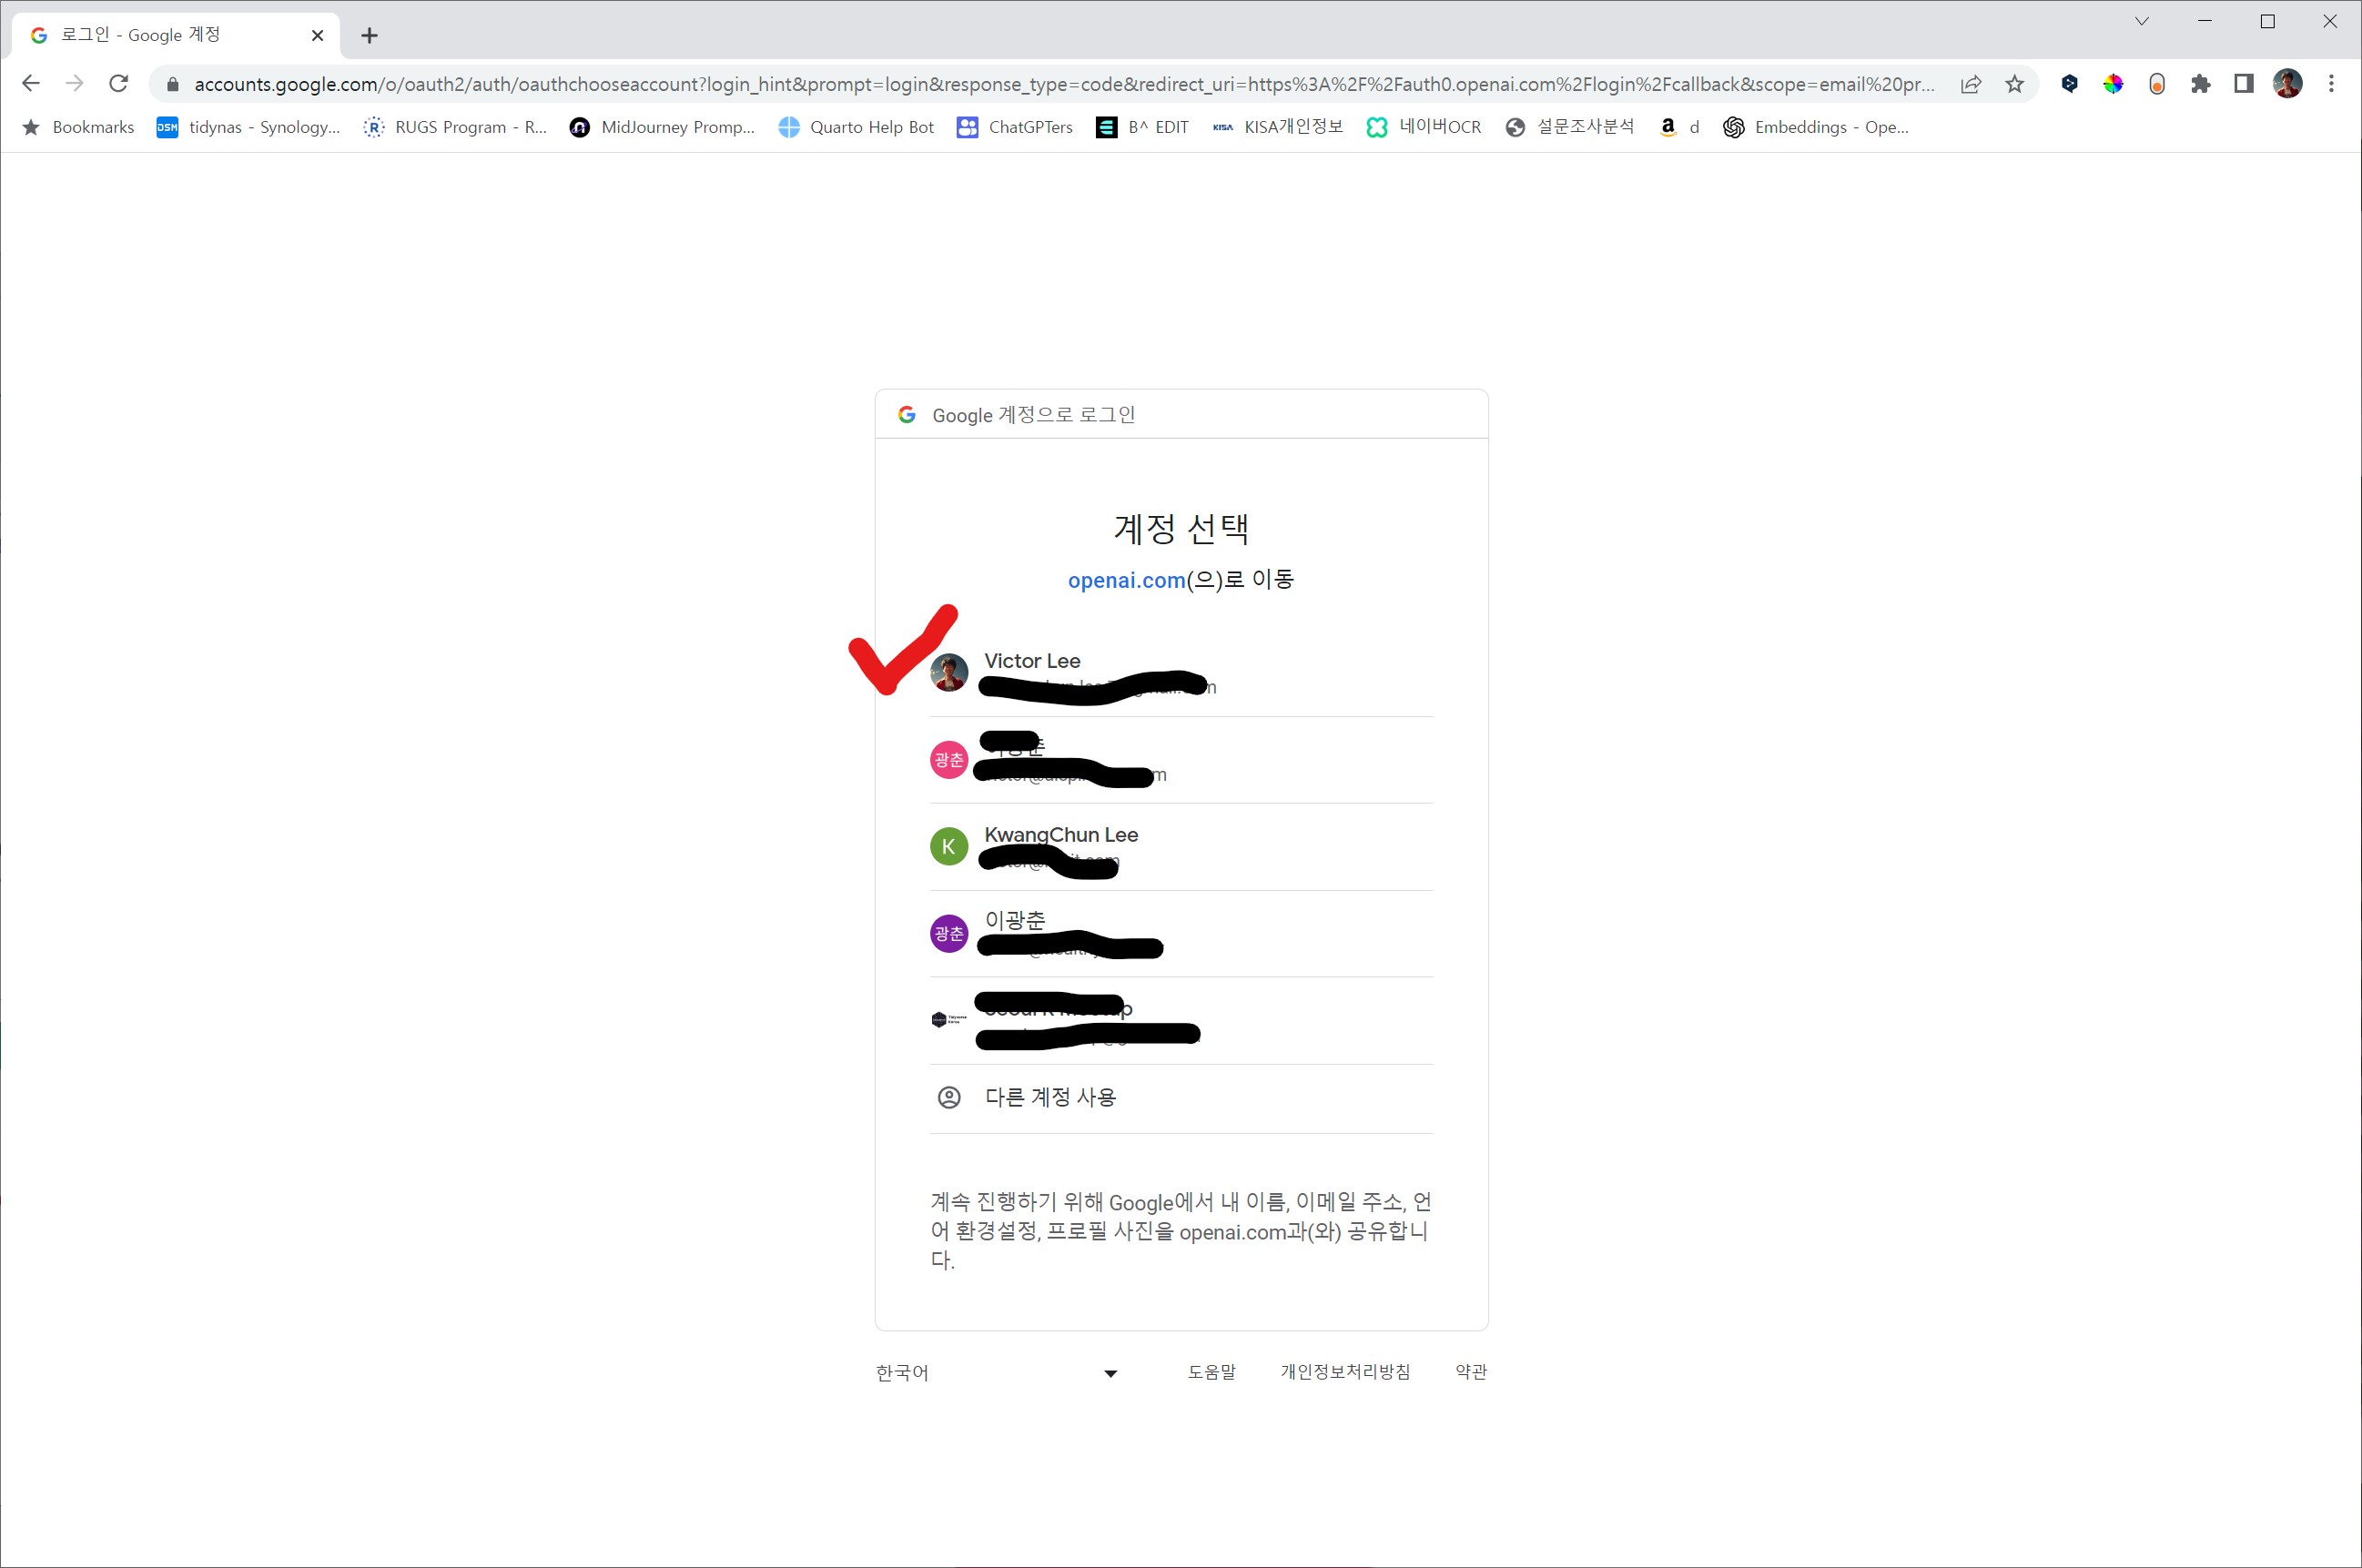 로그인 - Google 계정
accounts.google.com/o/oauth2/auth/oauthchooseaccount?login_hint&prompt=login&response_type=code&redirect_uri=https%3A%2F%2Fauth0.openai.com%2Flogin%2Fcallback&scope=email%20pr...
Bookmarks DSM tidynas - Synology... R RUGS Program - R... MidJourney Promp... Quarto Help Bot ChatGPTers B^ EDIT KISA KISA개인정보 네이버OCR 설문조사분석 a d Embeddings - Ope...
Google 계정으로 로그인
계정 선택
openai.com(으)로 이동
Victor Lee
광춘
K KwangChun Lee
광춘 이광춘
다른 계정 사용
계속 진행하기 위해 Google에서 내 이름, 이메일 주소, 언
어 환경설정, 프로필 사진을 openai.com과(와) 공유합니
다.
한국어 도움말 개인정보처리방침 약관